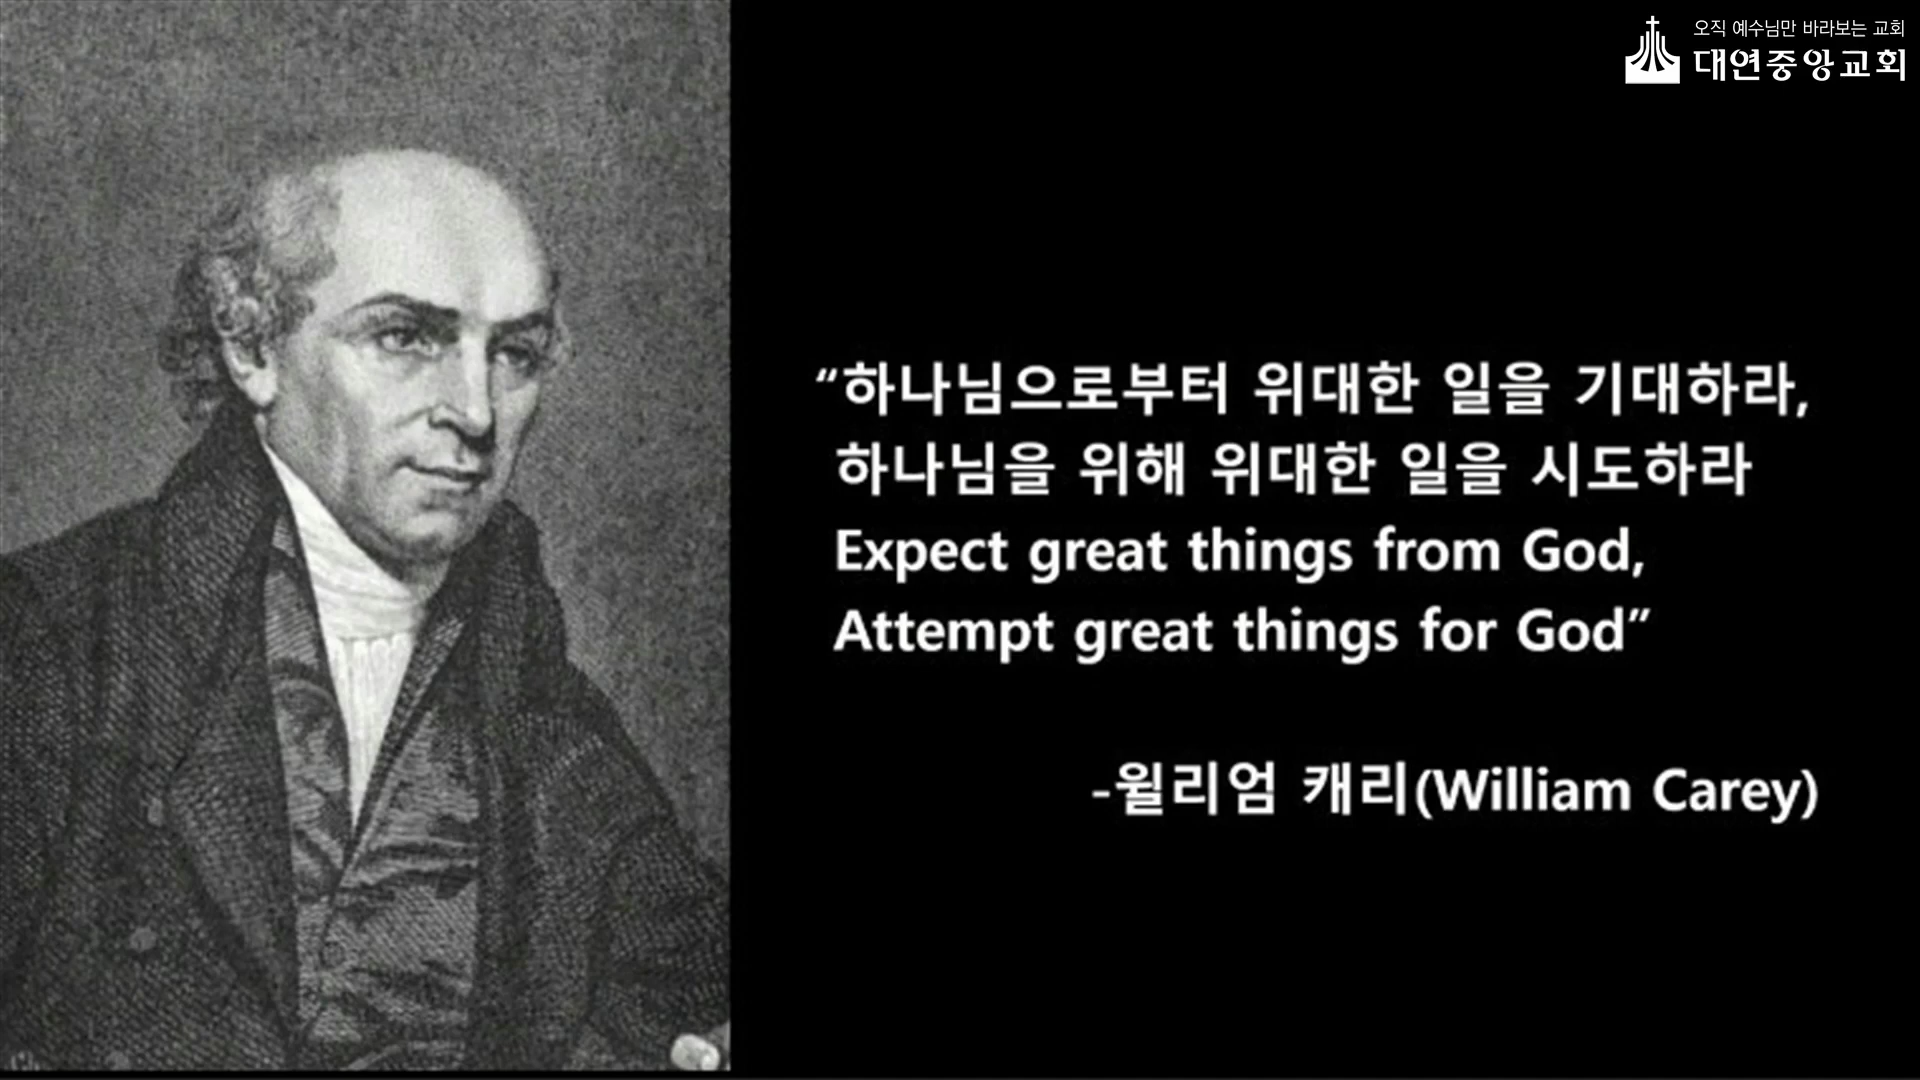 오직 예수님만 바라보는 교회
대연중앙교회
“하나님으로부터 위대한 일을 기대하라,
하나님을 위해 위대한 일을 시도하라
Expect great things from God,
Attempt great things for God”
-윌리엄 캐리(William Carey)